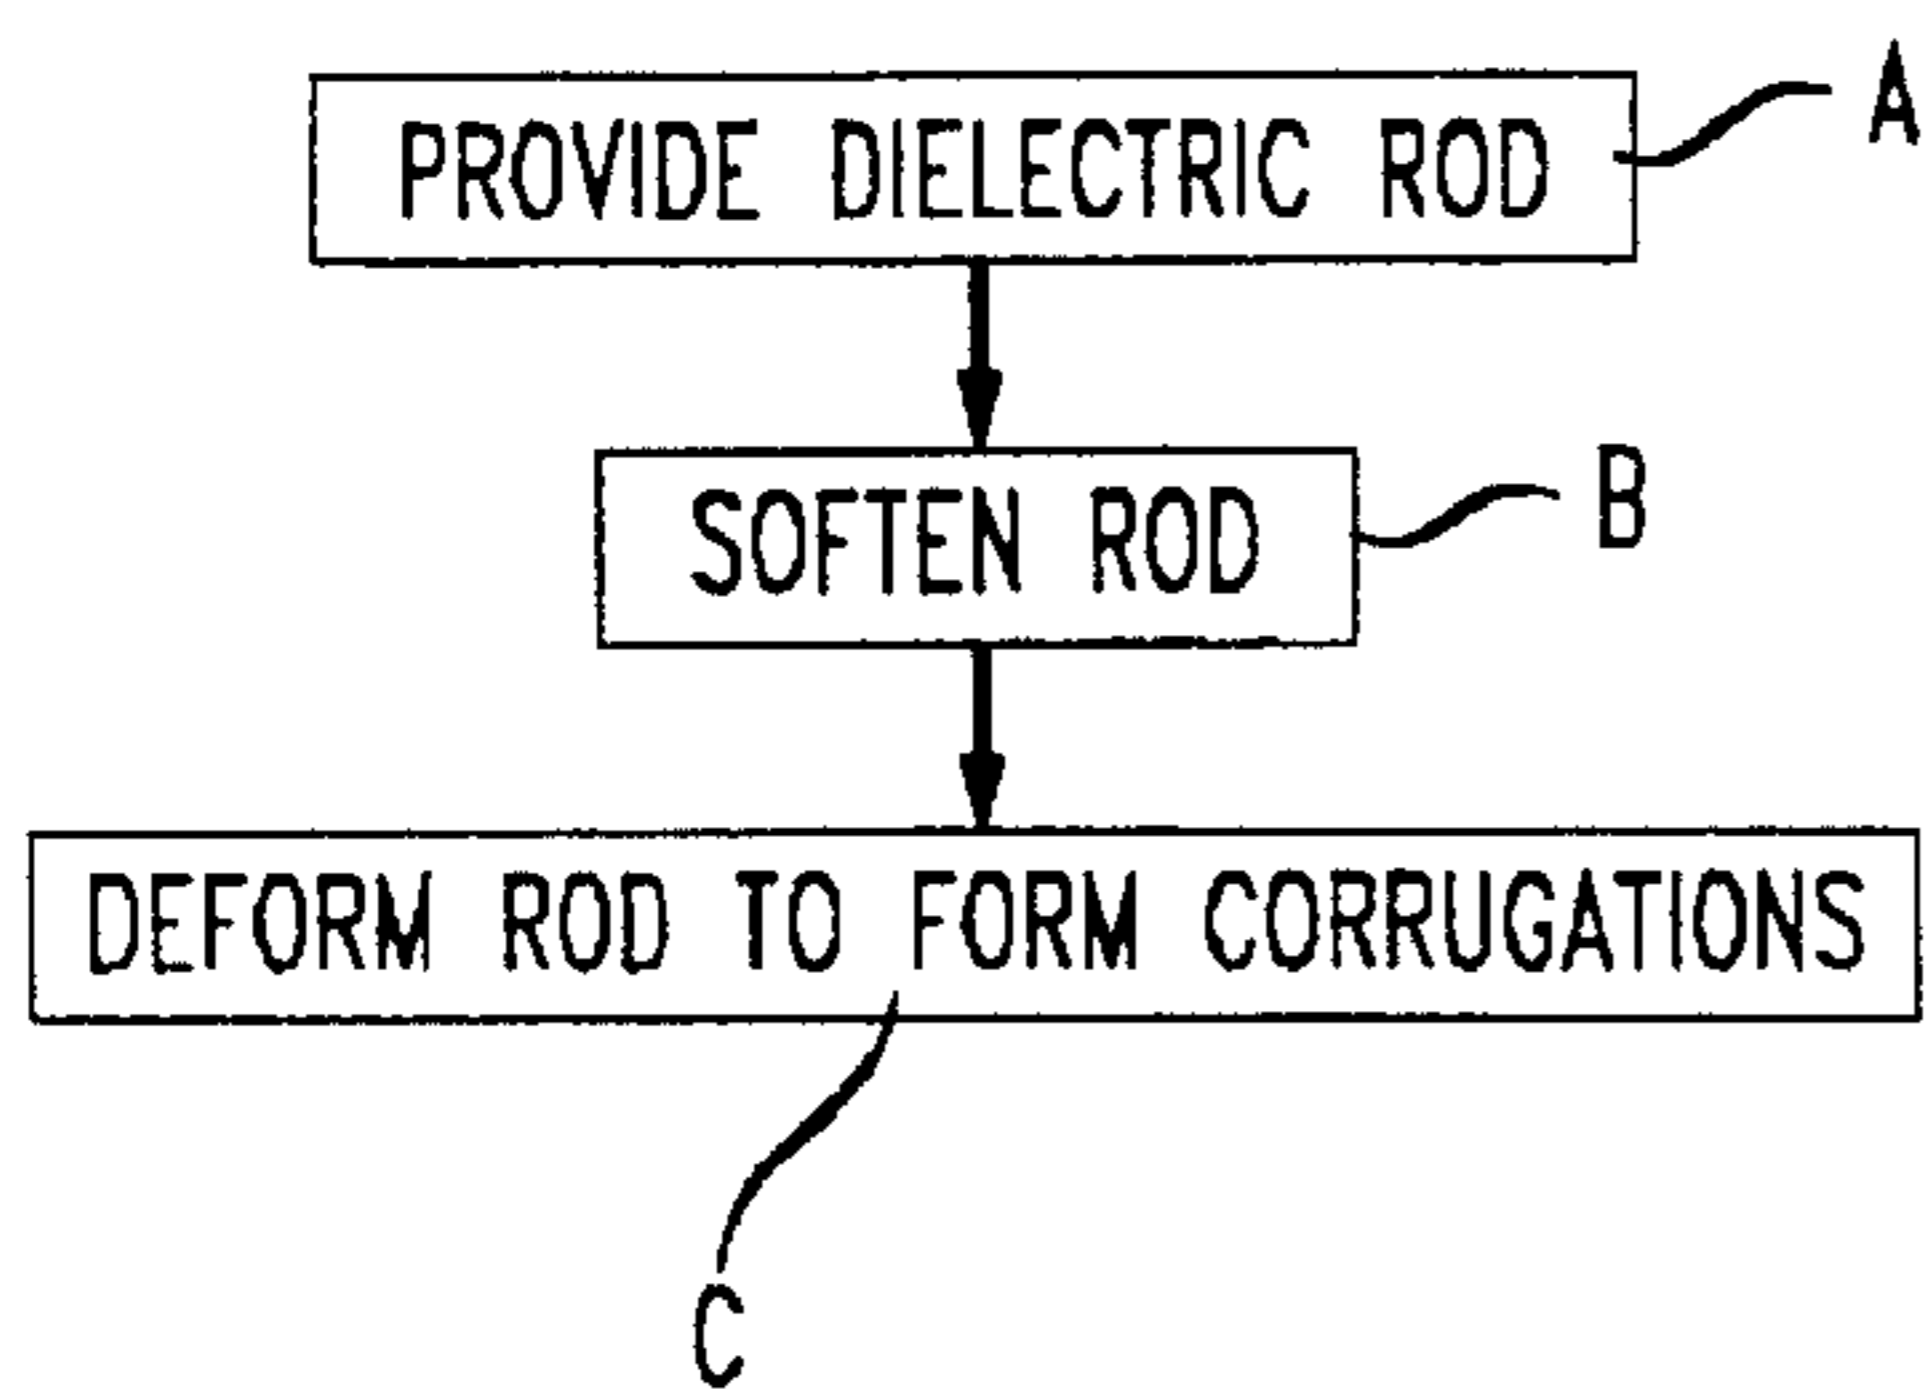 PROVIDE DIELECTRIC ROD
A
SOFTEN ROD
B
DEFORM ROD TO FORM CORRUGATIONS
C